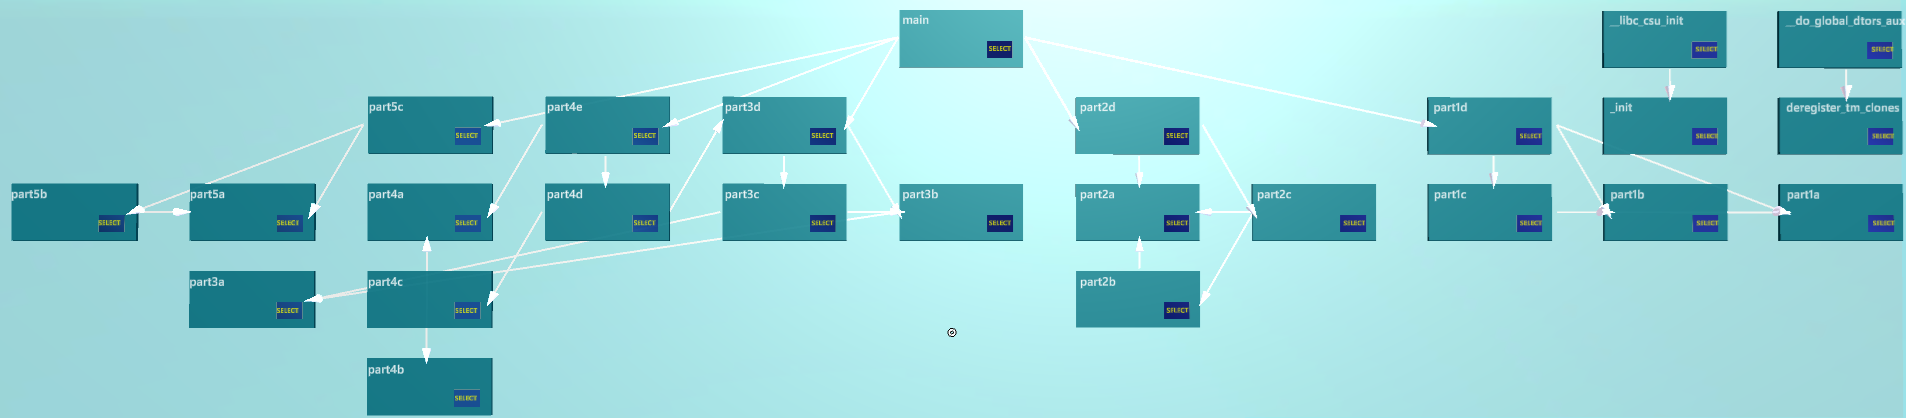 main
SELECT
__libc_csu_init
SELECT
__do_global_dtors_aux
SELECT
part5c
SELECT
part4e
SELECT
part3d
SELECT
part2d
SELECT
part1d
SELECT
_init
SELECT
deregister_tm_clones
SELECT
part5b
SELECT
part5a
SELECT
part4a
SELECT
part4d
SELECT
part3c
SELECT
part3b
SELECT
part2a
SELECT
part2c
SELECT
part1c
SELECT
part1b
SELECT
part1a
SELECT
part3a
SELECT
part4c
SELECT
part2b
SELECT
part4b
SELECT